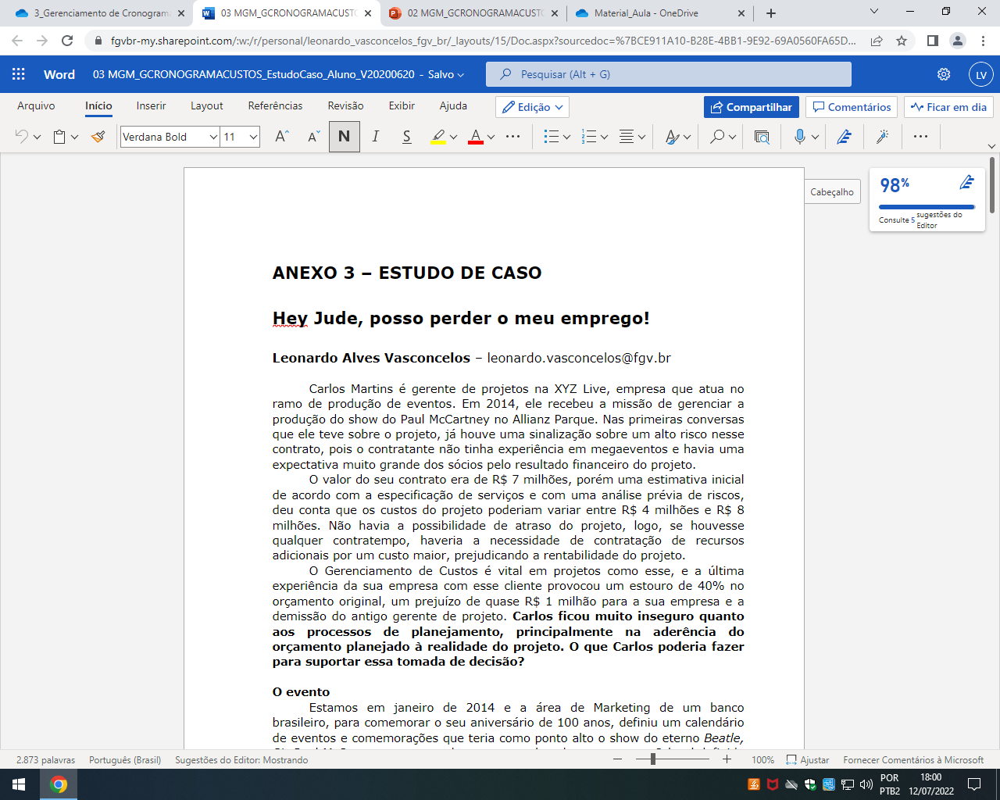 3_Gerenciamento de Cronogram
03 MGM_GCRONOGRAMACUSTO
02 MGM_GCRONOGRAMACUSTO
Material_Aula - OneDrive
fgvbr-my.sharepoint.com/:w:/r/personal/leonardo_vasconcelos_fgv_br/_layouts/15/Doc.aspx?sourcedoc=%7BCE911A10-B28E-4BB1-9E92-69A0560FA65D...
Word
03 MGM_GCRONOGRAMACUSTOS_EstudoCaso_Aluno_V20200620 - Salvo
Pesquisar (Alt + G)
LV
Arquivo Início Inserir Layout Referências Revisão Exibir Ajuda Edição Compartilhar Comentários Ficar em dia
Verdana Bold 11 N I S
Cabeçalho
98%
Consulte 5 sugestões do Editor
ANEXO 3 – ESTUDO DE CASO
Hey Jude, posso perder o meu emprego!
Leonardo Alves Vasconcelos – leonardo.vasconcelos@fgv.br
Carlos Martins é gerente de projetos na XYZ Live, empresa que atua no
ramo de produção de eventos. Em 2014, ele recebeu a missão de gerenciar a
produção do show do Paul McCartney no Allianz Parque. Nas primeiras conversas
que ele teve sobre o projeto, já houve uma sinalização sobre um alto risco nesse
contrato, pois o contratante não tinha experiência em megaeventos e havia uma
expectativa muito grande dos sócios pelo resultado financeiro do projeto.
O valor do seu contrato era de R$ 7 milhões, porém uma estimativa inicial
de acordo com a especificação de serviços e com uma análise prévia de riscos,
deu conta que os custos do projeto poderiam variar entre R$ 4 milhões e R$ 8
milhões. Não havia a possibilidade de atraso do projeto, logo, se houvesse
qualquer contratempo, haveria a necessidade de contratação de recursos
adicionais por um custo maior, prejudicando a rentabilidade do projeto.
O Gerenciamento de Custos é vital em projetos como esse, e a última
experiência da sua empresa com esse cliente provocou um estouro de 40% no
orçamento original, um prejuízo de quase R$ 1 milhão para a sua empresa e a
demissão do antigo gerente de projeto. Carlos ficou muito inseguro quanto
aos processos de planejamento, principalmente na aderência do
orçamento planejado à realidade do projeto. O que Carlos poderia fazer
para suportar essa tomada de decisão?
O evento
Estamos em janeiro de 2014 e a área de Marketing de um banco
brasileiro, para comemorar o seu aniversário de 100 anos, definiu um calendário
de eventos e comemorações que teria como ponto alto o show do eterno Beatle,
2.873 palavras Português (Brasil) Sugestões do Editor: Mostrando 100% Ajustar Fornecer Comentários à Microsoft
POR
PTB2
18:00
12/07/2022